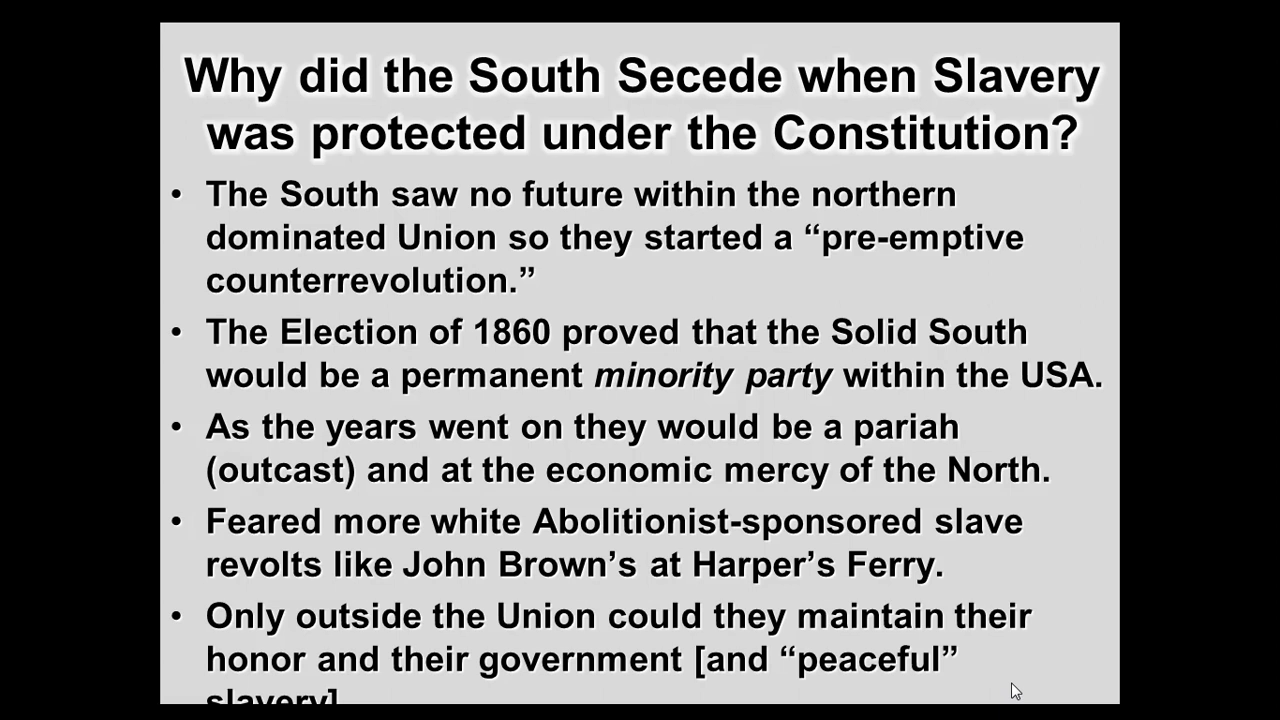 Why did the South Secede when Slavery
was protected under the Constitution?
• The South saw no future within the northern
dominated Union so they started a “pre-emptive
counterrevolution.”
• The Election of 1860 proved that the Solid South
would be a permanent minority party within the USA.
• As the years went on they would be a pariah
(outcast) and at the economic mercy of the North.
• Feared more white Abolitionist-sponsored slave
revolts like John Brown’s at Harper’s Ferry.
• Only outside the Union could they maintain their
honor and their government [and “peaceful”
slavery]